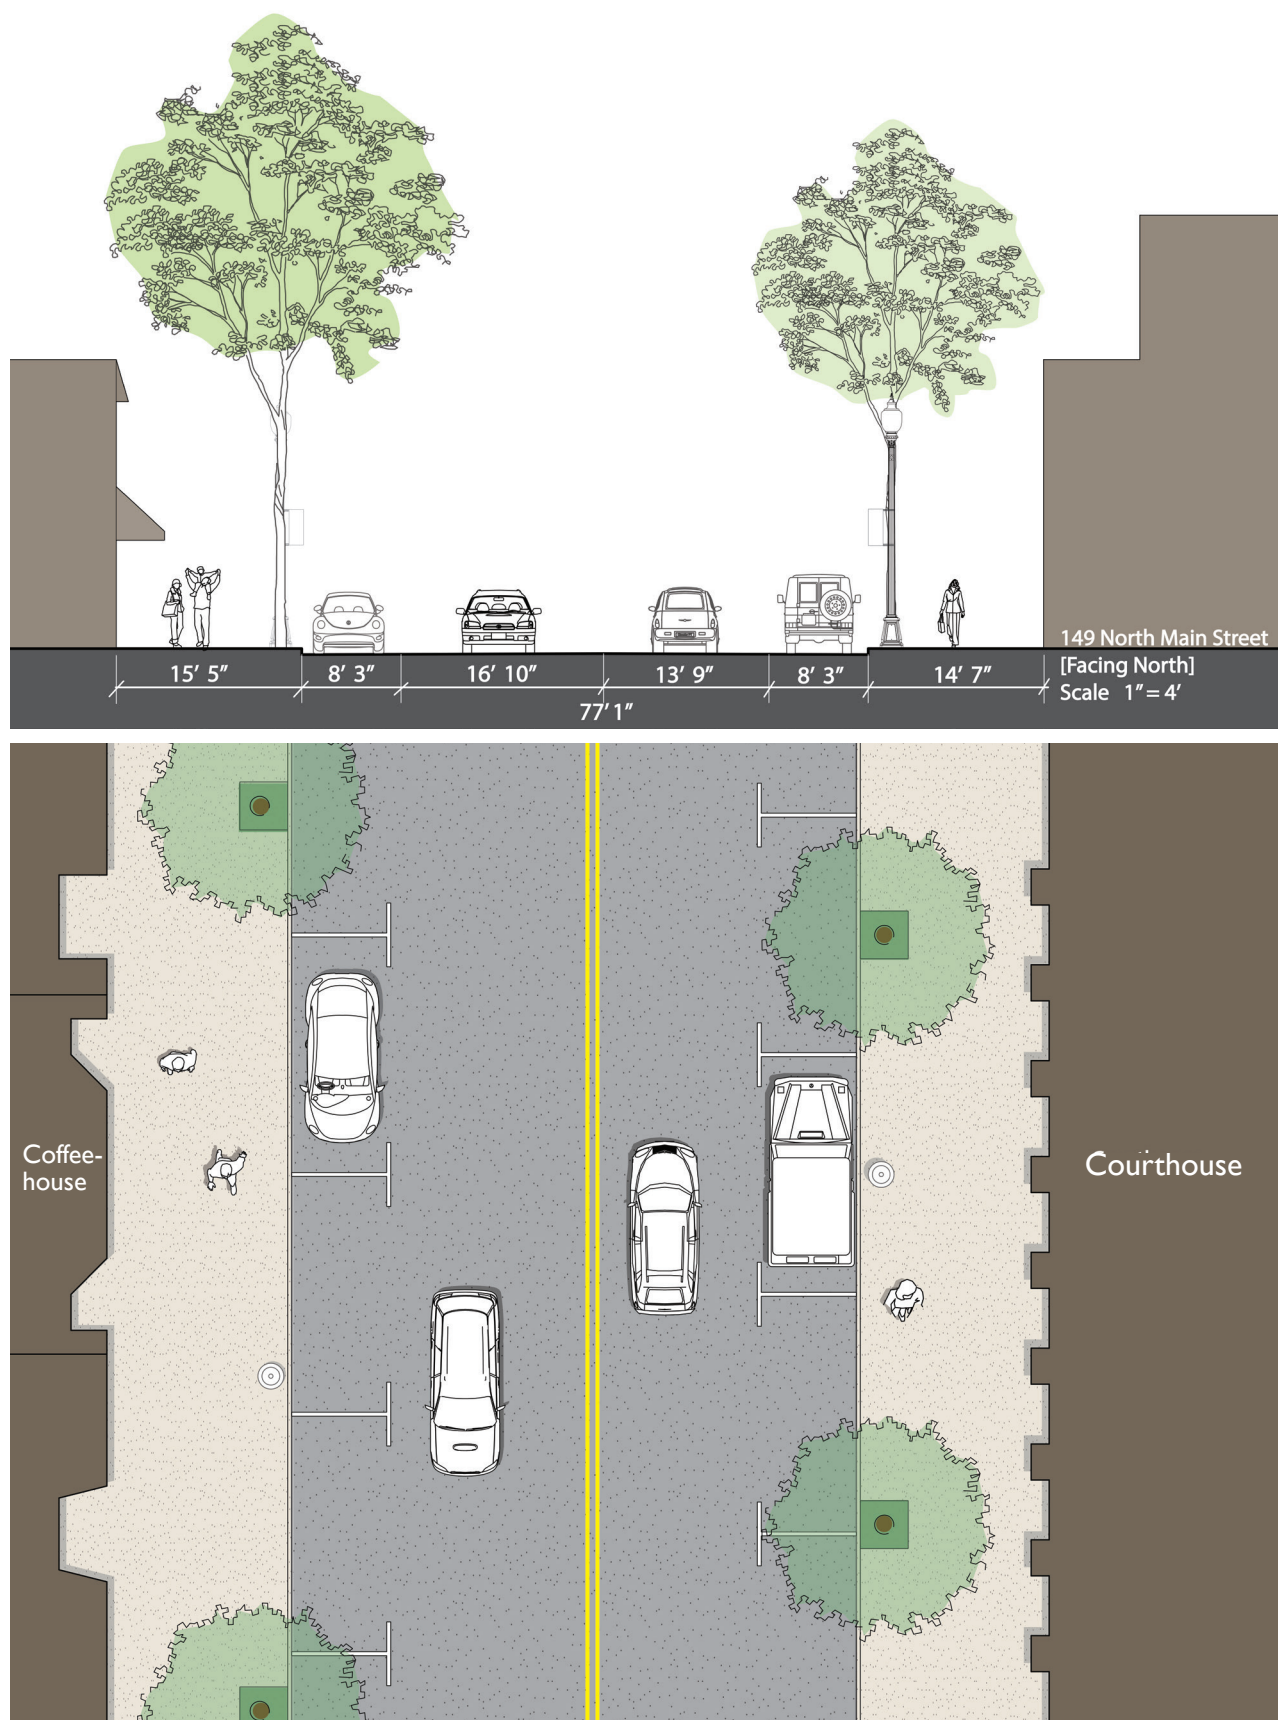 149 North Main Street
15’ 5” 8’ 3” 16’ 10” 13’ 9” 8’ 3” 14’ 7” [Facing North]
Scale 1” = 4’
77’ 1”
Coffee-
house
Courthouse